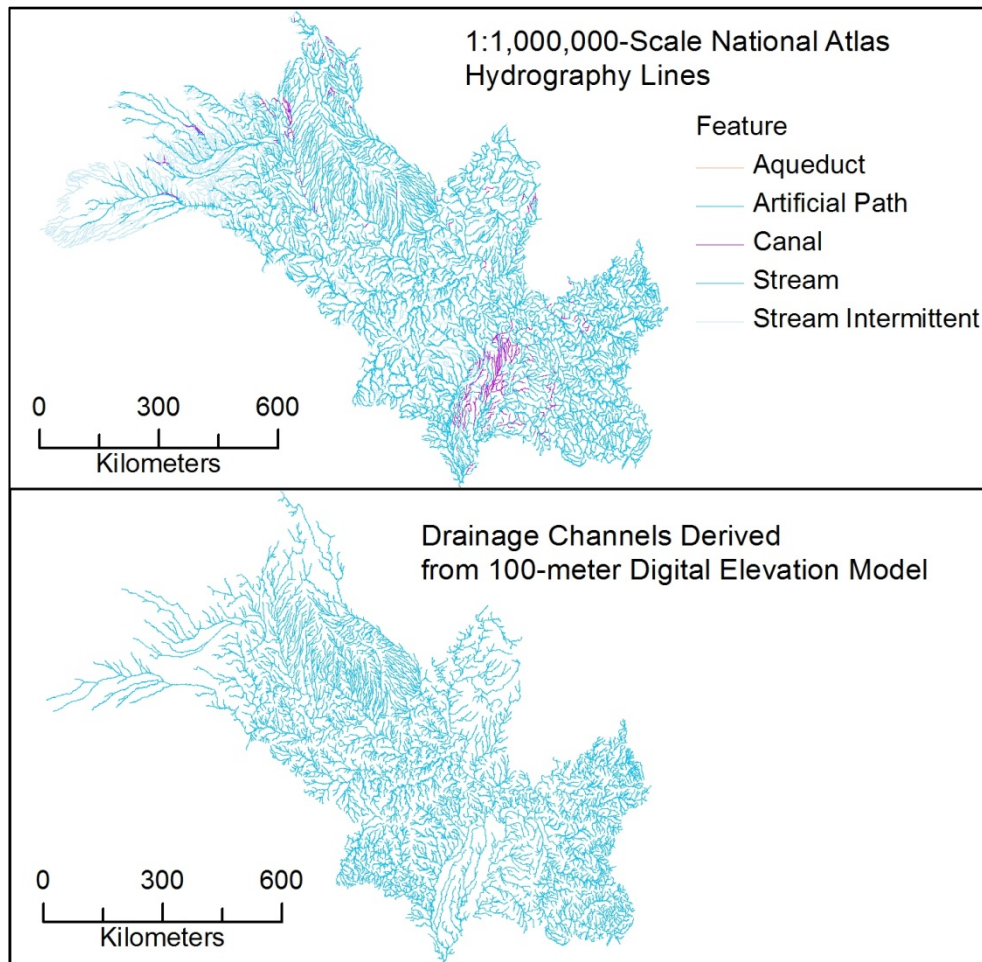 1:1,000,000-Scale National Atlas
Hydrography Lines
Feature
Aqueduct
Artificial Path
Canal
Stream
Stream Intermittent
0 300 600
Kilometers
Drainage Channels Derived
from 100-meter Digital Elevation Model
0 300 600
Kilometers